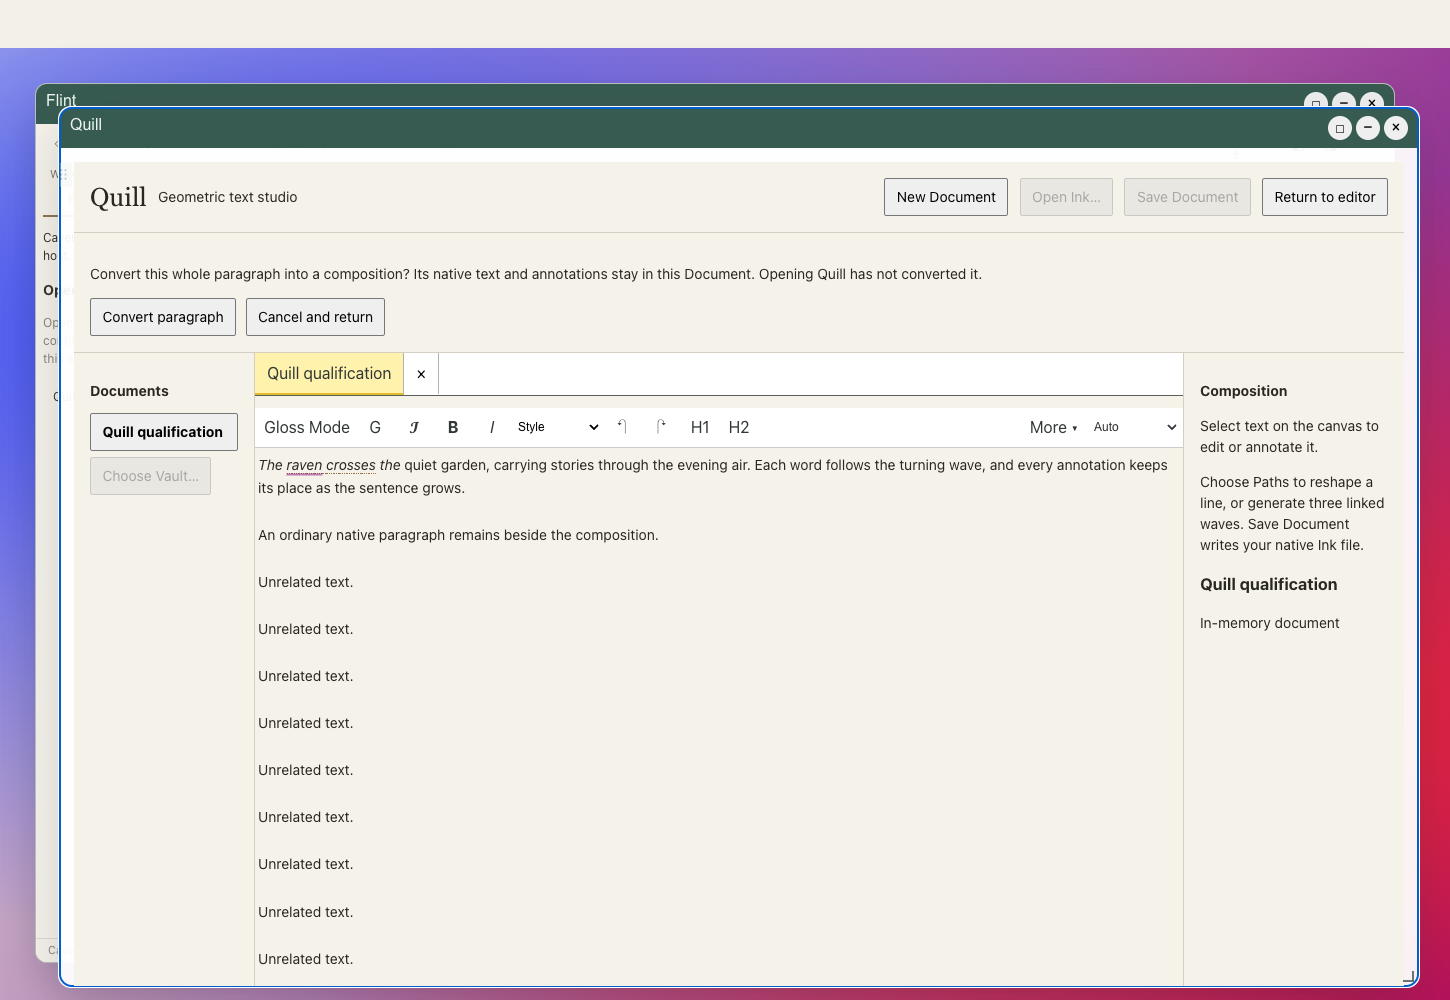 Flint
Quill
Quill Geometric text studio
New Document Open Ink... Save Document Return to editor
Convert this whole paragraph into a composition? Its native text and annotations stay in this Document. Opening Quill has not converted it.
Convert paragraph Cancel and return
Documents
Quill qualification
Choose Vault...
Quill qualification ×
Gloss Mode G ℐ B I Style H1 H2 More ▾ Auto
The raven crosses the quiet garden, carrying stories through the evening air. Each word follows the turning wave, and every annotation keeps
its place as the sentence grows.
An ordinary native paragraph remains beside the composition.
Unrelated text.
Unrelated text.
Unrelated text.
Unrelated text.
Unrelated text.
Unrelated text.
Unrelated text.
Unrelated text.
Unrelated text.
Composition
Select text on the canvas to
edit or annotate it.
Choose Paths to reshape a
line, or generate three linked
waves. Save Document
writes your native Ink file.
Quill qualification
In-memory document